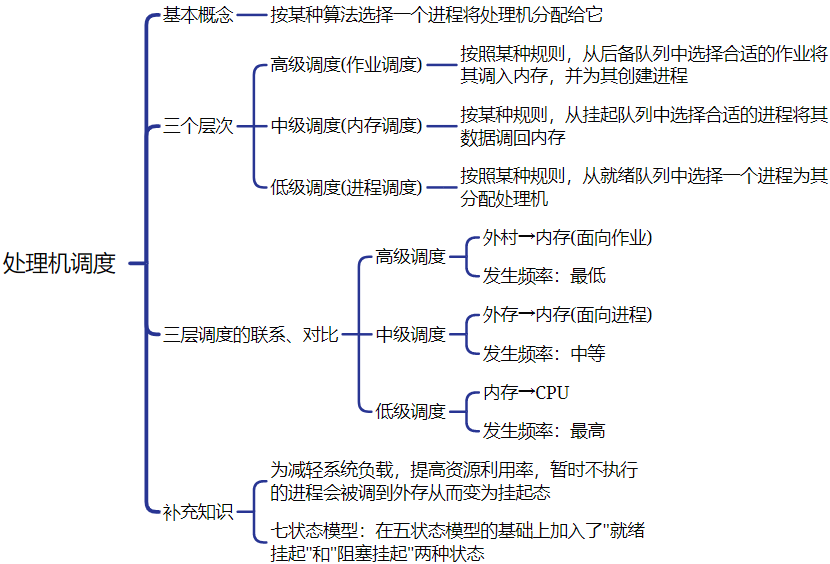 处理机调度
基本概念
按某种算法选择一个进程将处理机分配给它
三个层次
高级调度(作业调度)
按照某种规则，从后备队列中选择合适的作业将
其调入内存，并为其创建进程
中级调度(内存调度)
按某种规则，从挂起队列中选择合适的进程将其
数据调回内存
低级调度(进程调度)
按照某种规则，从就绪队列中选择一个进程为其
分配处理机
三层调度的联系、对比
高级调度
外村→内存(面向作业)
发生频率：最低
中级调度
外存→内存(面向进程)
发生频率：中等
低级调度
内存→CPU
发生频率：最高
补充知识
为减轻系统负载，提高资源利用率，暂时不执行
的进程会被调到外存从而变为挂起态
七状态模型：在五状态模型的基础上加入了"就绪
挂起"和"阻塞挂起"两种状态